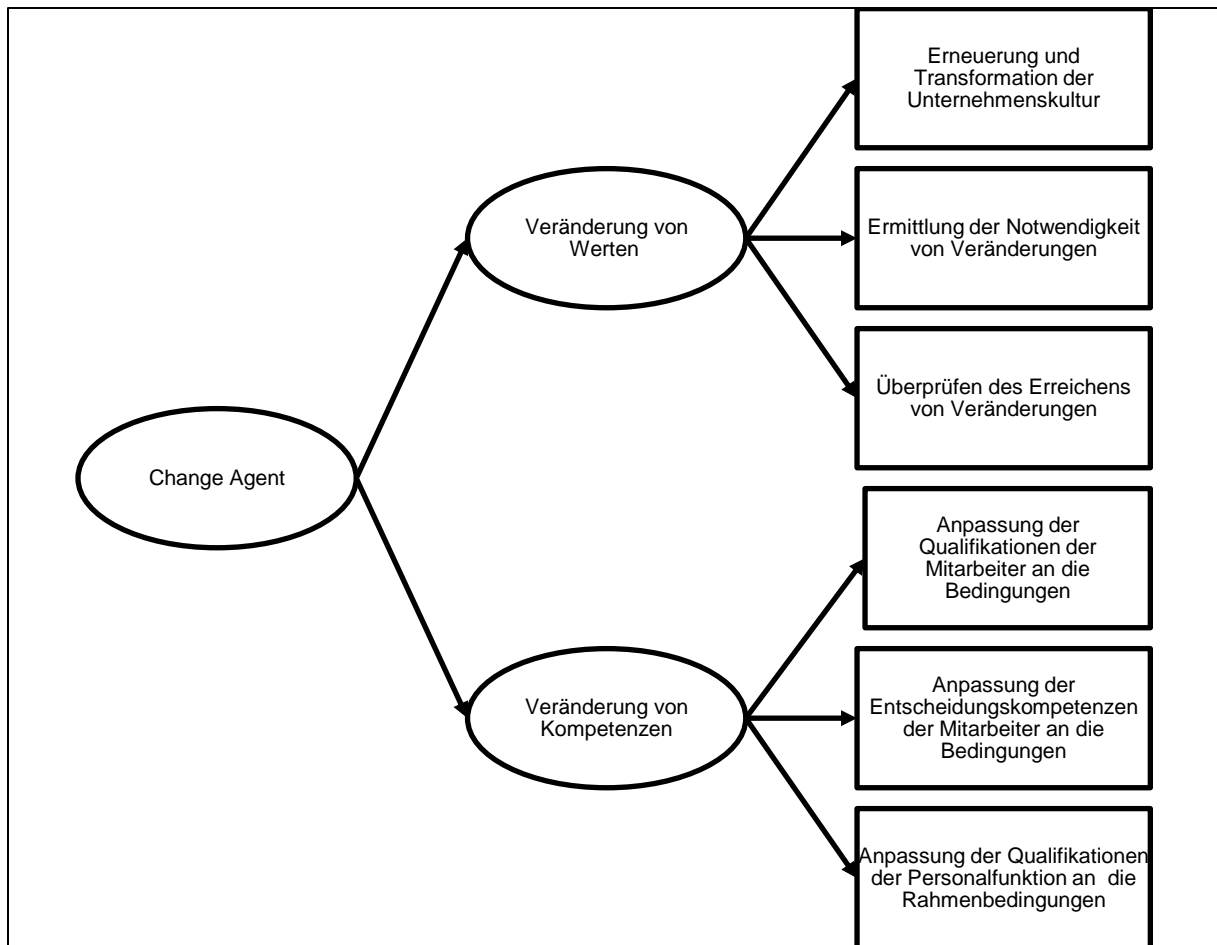 Erneuerung und
Transformation der
Unternehmenskultur
Veränderung von
Werten
Ermittlung der Notwendigkeit
von Veränderungen
Überprüfen des Erreichens
von Veränderungen
Change Agent
Anpassung der
Qualifikationen der
Mitarbeiter an die
Bedingungen
Veränderung von
Kompetenzen
Anpassung der
Entscheidungskompetenzen
der Mitarbeiter an die
Bedingungen
Anpassung der Qualifikationen
der Personalfunktion an die
Rahmenbedingungen